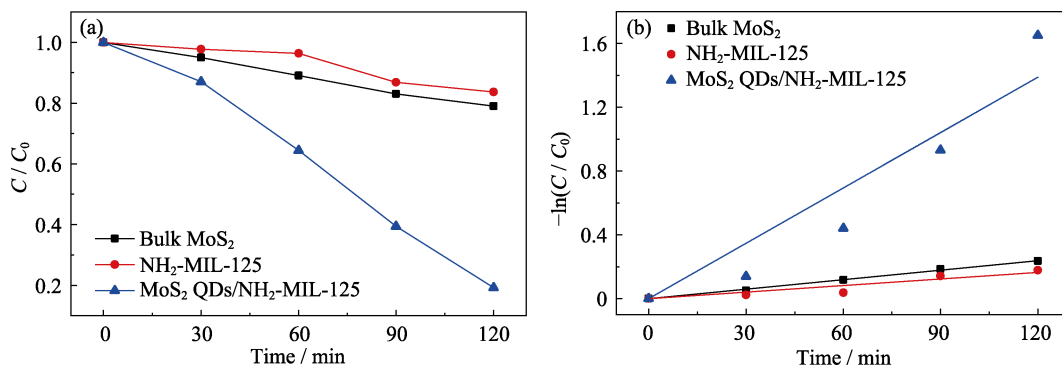 (a)
1.0
0.8
0.6
0.4
0.2
C / C₀
Bulk MoS₂
NH₂-MIL-125
MoS₂ QDs/NH₂-MIL-125
0 30 60 90 120
Time / min
(b)
Bulk MoS₂
NH₂-MIL-125
MoS₂ QDs/NH₂-MIL-125
1.6
1.2
0.8
0.4
0
−ln(C / C₀)
0 30 60 90 120
Time / min